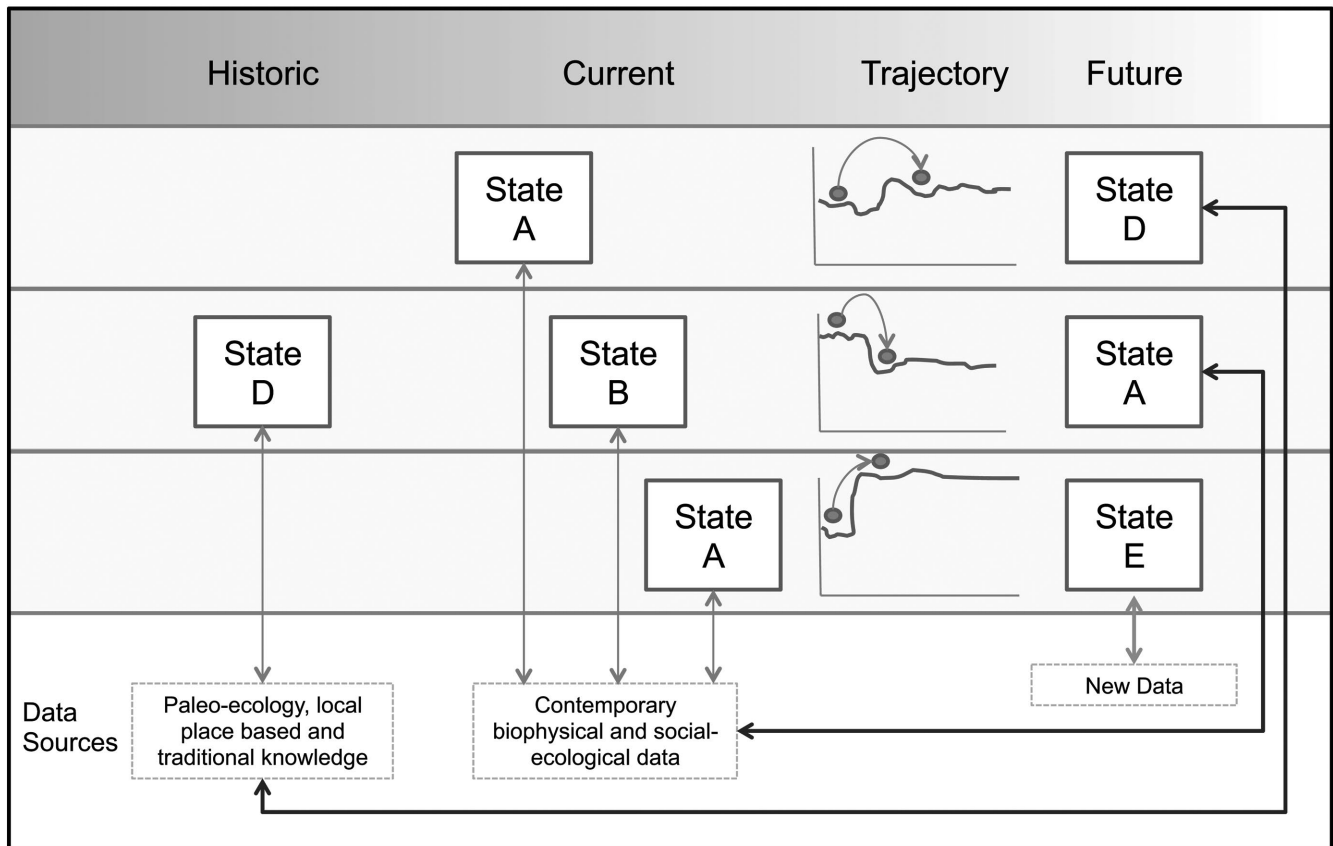 Historic
Current
Trajectory
Future
State
A
State
D
State
D
State
B
State
A
State
A
State
E
Data
Sources
Paleo-ecology, local
place based and
traditional knowledge
Contemporary
biophysical and social-
ecological data
New Data